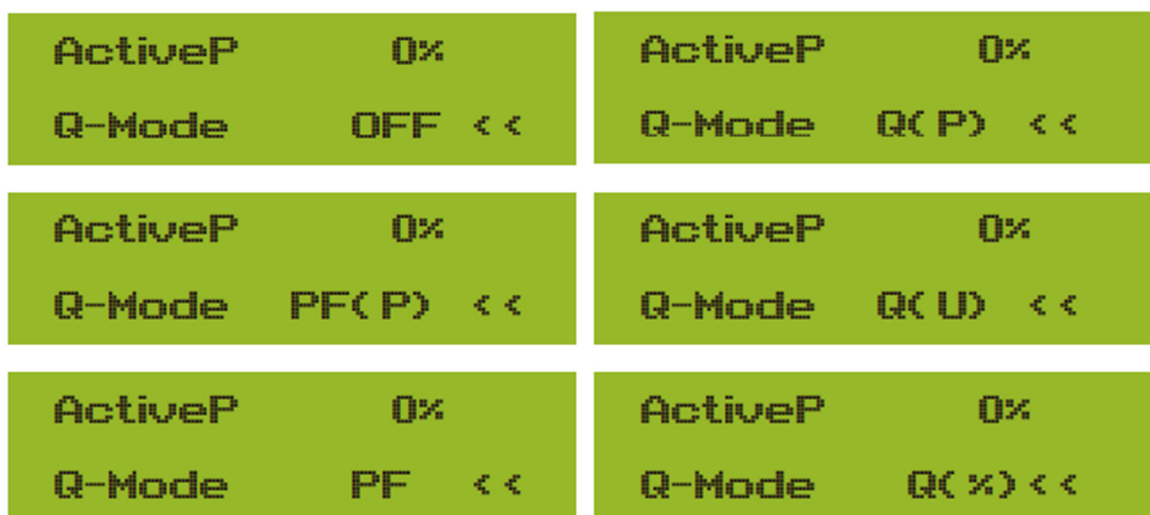 ActiveP 0%
Q-Mode OFF <<
ActiveP 0%
Q-Mode Q(P) <<
ActiveP 0%
Q-Mode PF(P) <<
ActiveP 0%
Q-Mode Q(U) <<
ActiveP 0%
Q-Mode PF <<
ActiveP 0%
Q-Mode Q(%) <<